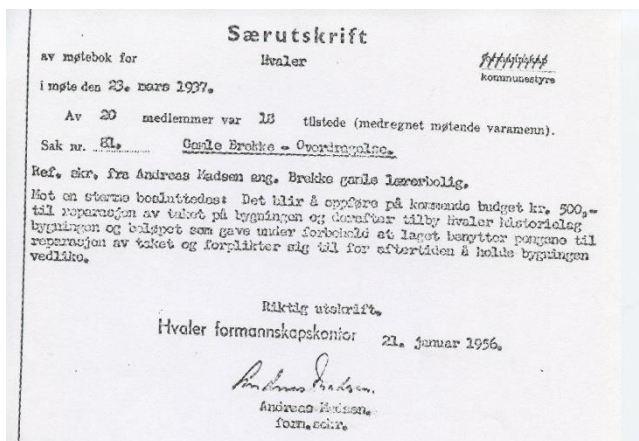 Særutskrift
av møtebok for Hvaler
kommunestyre
i møte den 23. mars 1937.
Av 20 medlemmer var 18 tilstede (medregnet møtende varamenn).
Sak nr. 81. Gamle Brekke - Overdragelse.
Ref. skr. fra Andreas Madsen ang. Brekke gamle lærerbolig.
Mot en stemme besluttedes: Det blir å oppføre på kommende budget kr. 500,-
til reparasjon av taket på bygningen og derefter tilby Hvaler historielag
bygningen og beløpet som gave under forbehold at laget benytter pengene til
reparasjon av taket og forplikter sig til for aftertiden å holde bygningen
vedlike.
Riktig utskrift.
Hvaler formannskapskontor 21. januar 1956.
Andreas Madsen.
Andreas Madsen.
form.sekr.